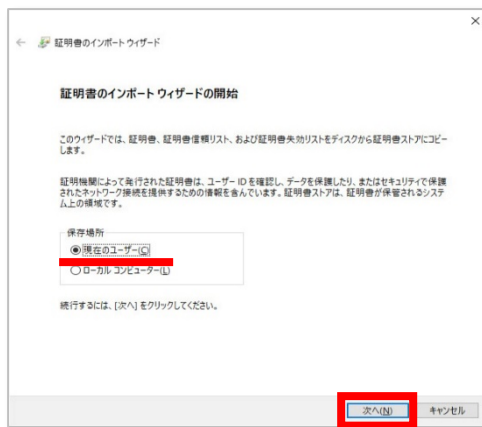 証明書のインポート ウィザード
証明書のインポート ウィザードの開始
このウィザードでは、証明書、証明書信頼リスト、および証明書失効リストをディスクから証明書ストアにコピー
します。
証明機関によって発行された証明書は、ユーザー ID を確認し、データを保護したり、またはセキュリティで保護
されたネットワーク接続を提供するための情報を含んでいます。証明書ストアは、証明書が保管されるシステ
ム上の領域です。
保存場所
現在のユーザー(C)
ローカル コンピューター(L)
続行するには、[次へ] をクリックしてください。
次へ(N)
キャンセル